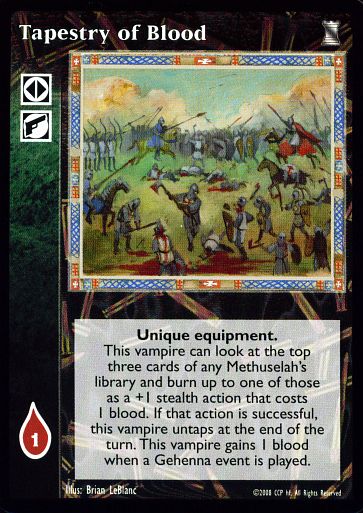 Tapestry of Blood
Unique equipment.
This vampire can look at the top
three cards of any Methuselah's
library and burn up to one of those
as a +1 stealth action that costs
1 blood. If that action is successful,
this vampire untaps at the end of the
turn. This vampire gains 1 blood
when a Gehenna event is played.
1
Illus: Brian LeBlanc
©2008 CCP hf. All Rights Reserved